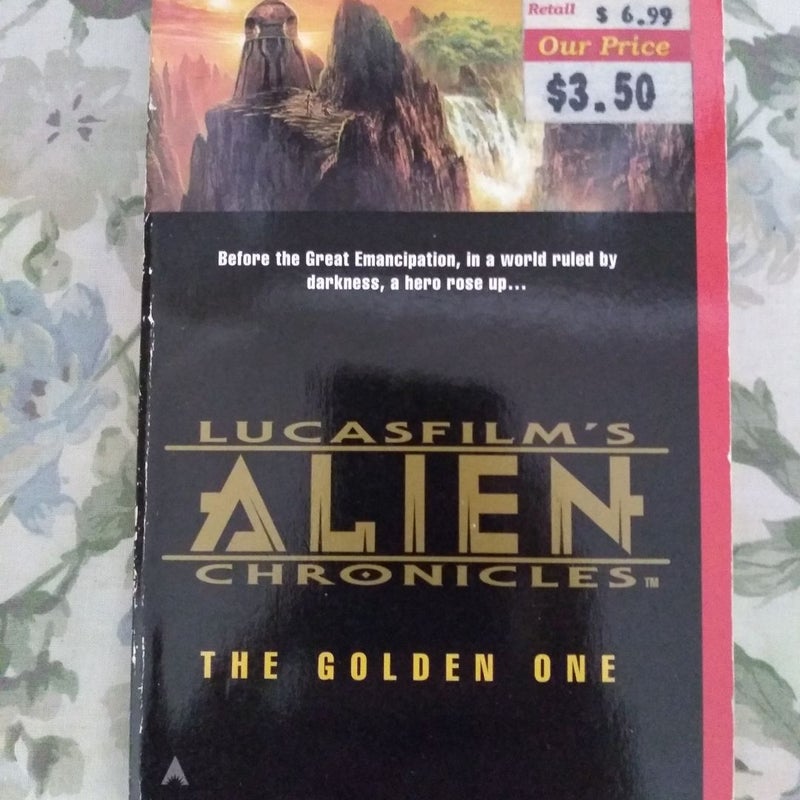 Retail $ 6.99
Our Price
$3.50
Before the Great Emancipation, in a world ruled by
darkness, a hero rose up...
LUCASFILM'S
ALIEN
CHRONICLES™
THE GOLDEN ONE